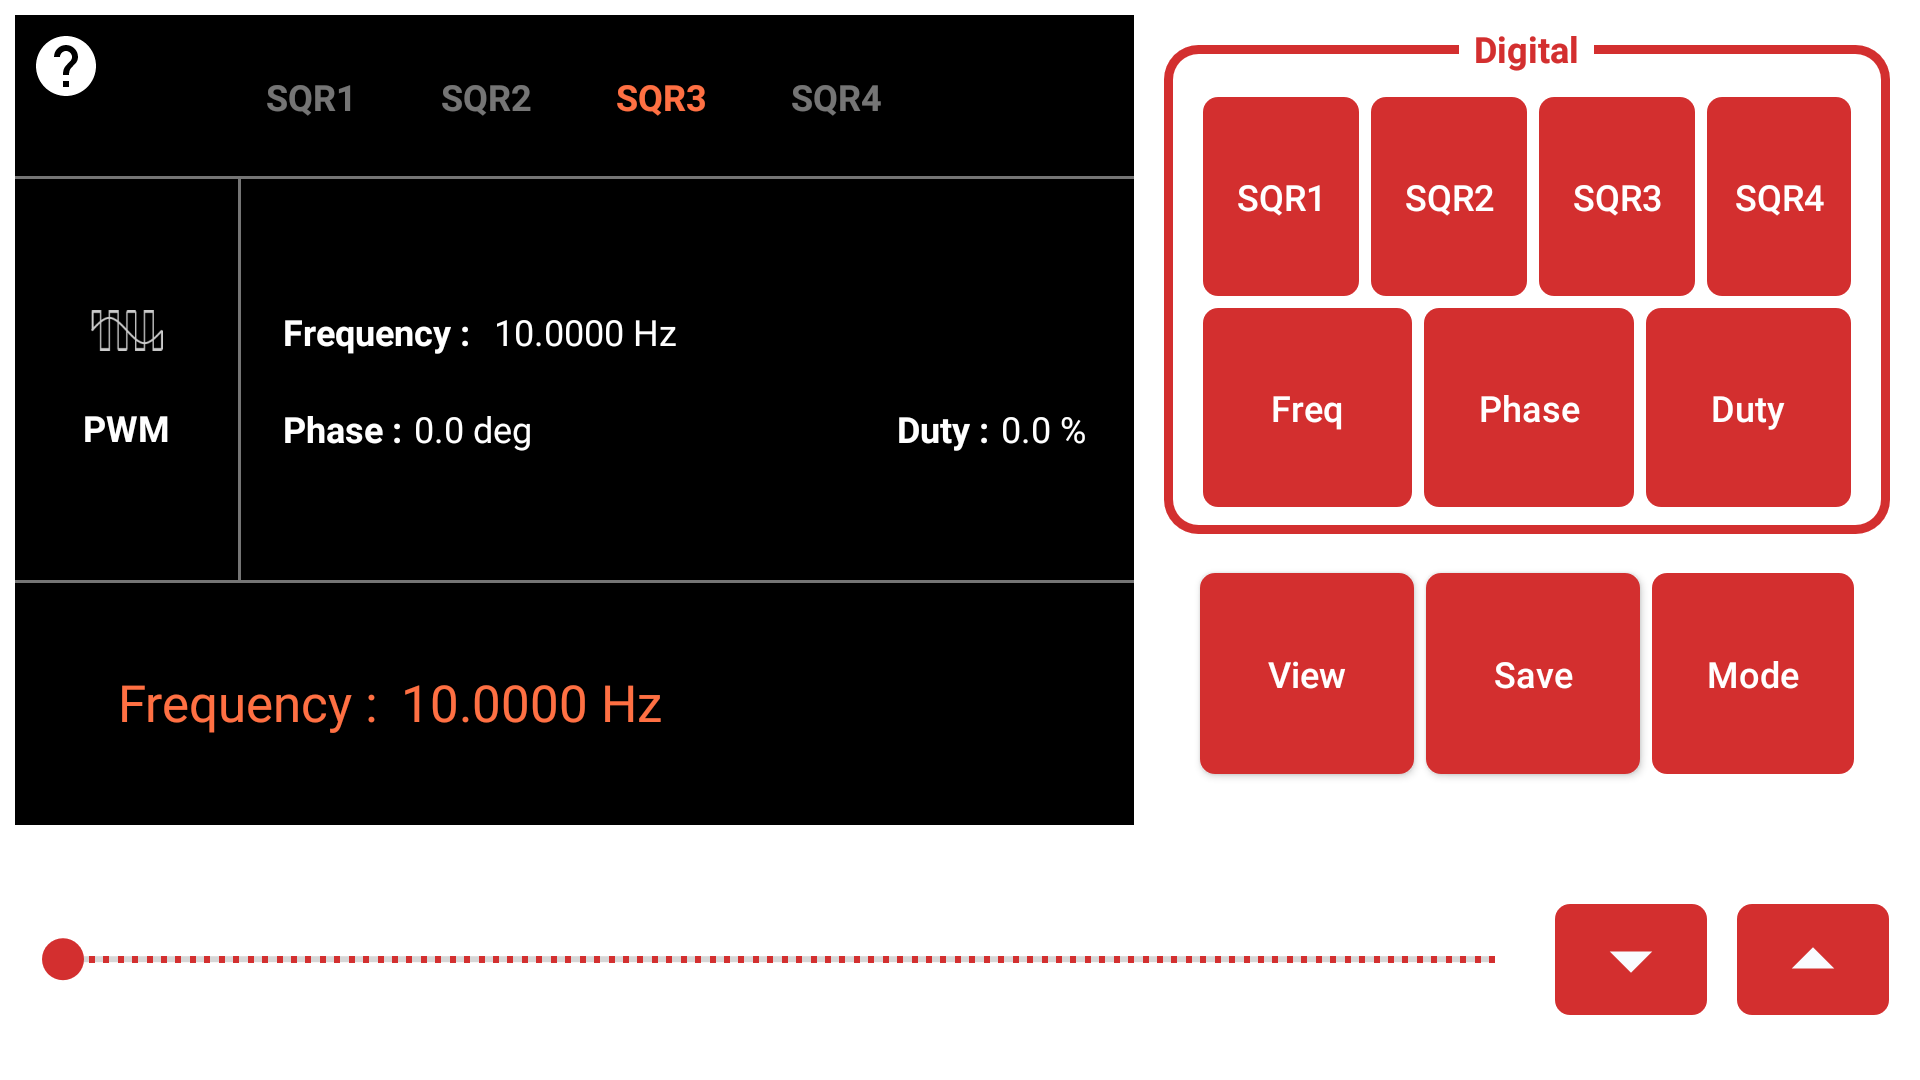 ?
SQR1 SQR2 SQR3 SQR4
PWM
Frequency : 10.0000 Hz
Phase : 0.0 deg
Duty : 0.0 %
Frequency : 10.0000 Hz
Digital
SQR1 SQR2 SQR3 SQR4
Freq Phase Duty
View Save Mode